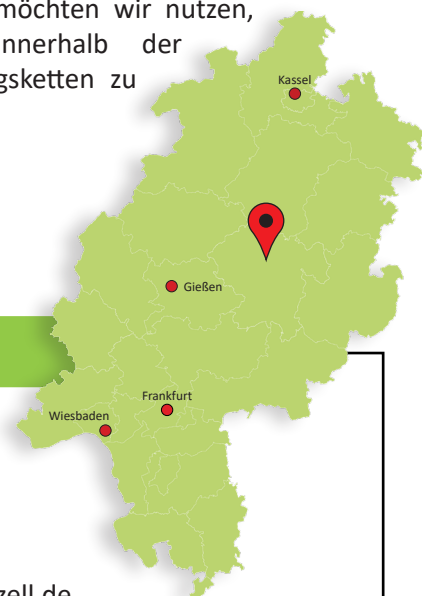 möchten wir nutzen,
innerhalb der
gsketten zu
Kassel
Gießen
Frankfurt
Wiesbaden
zell.de